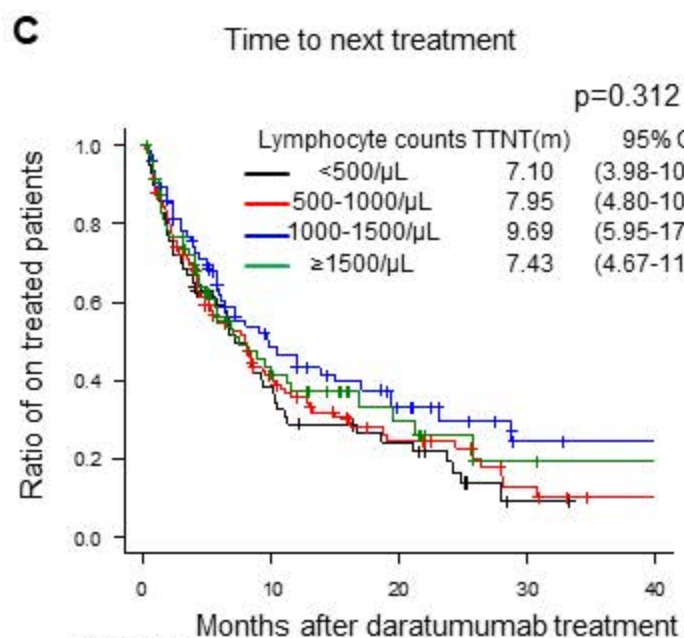 C
Time to next treatment
p=0.312
Lymphocyte counts TTNT(m) 95% C
<500/µL 7.10 (3.98-10
500-1000/µL 7.95 (4.80-10
1000-1500/µL 9.69 (5.95-17
≥1500/µL 7.43 (4.67-11
Ratio of on treated patients
1.0
0.8
0.6
0.4
0.2
0.0
0 10 20 30 40
Months after daratumumab treatment